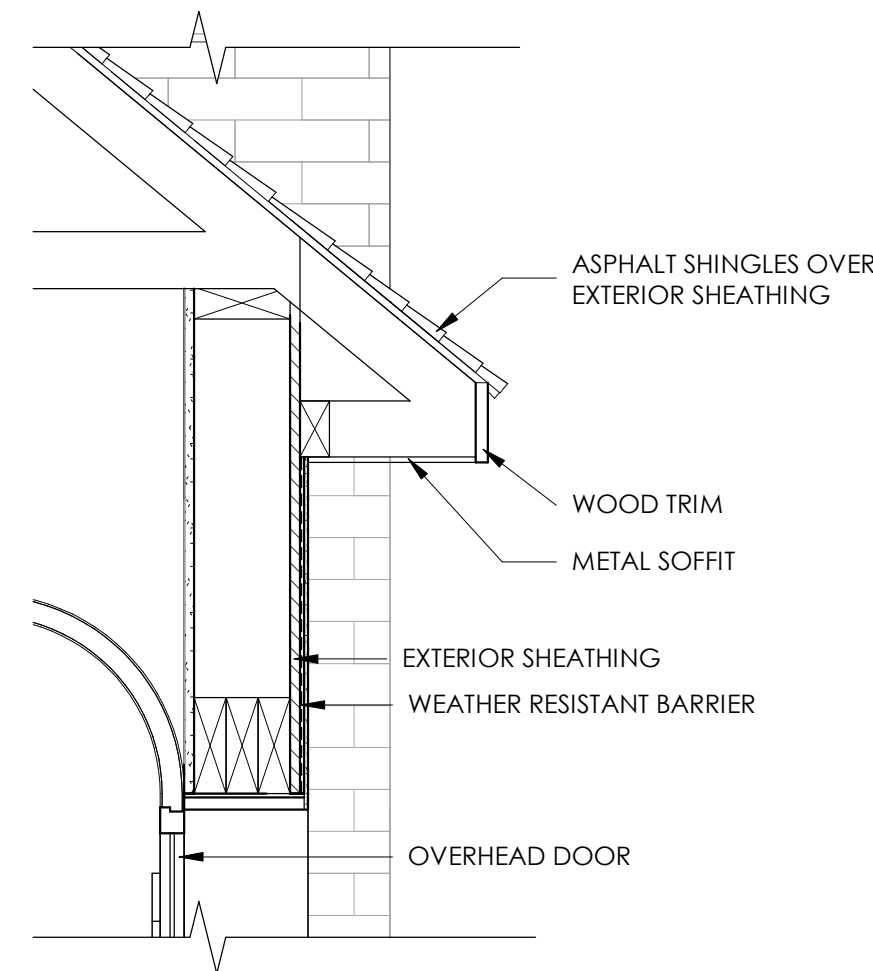 ASPHALT SHINGLES OVER
EXTERIOR SHEATHING
WOOD TRIM
METAL SOFFIT
EXTERIOR SHEATHING
WEATHER RESISTANT BARRIER
OVERHEAD DOOR